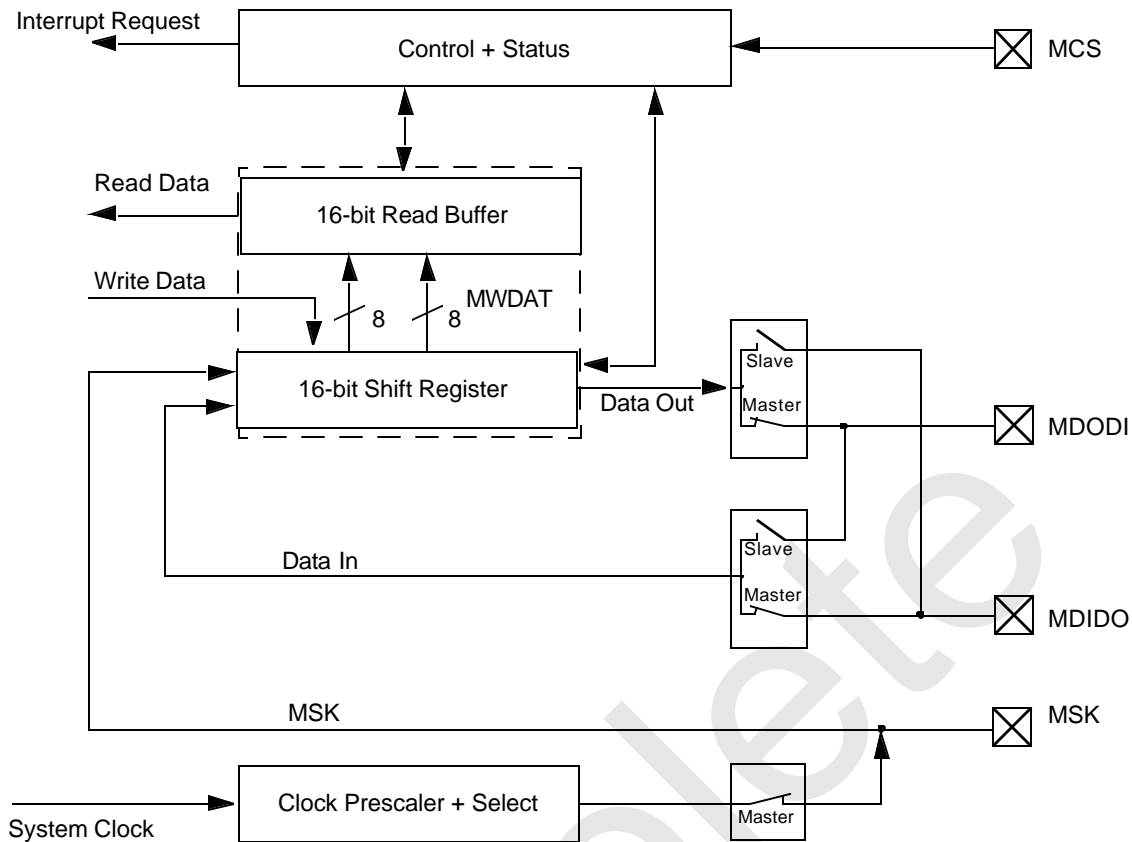 Interrupt Request
Control + Status
MCS
Read Data
16-bit Read Buffer
Write Data
MWDAT
8
8
16-bit Shift Register
Data Out
Slave
Master
MDODI
Slave
Data In
Master
MDIDO
MSK
MSK
Clock Prescaler + Select
Master
System Clock